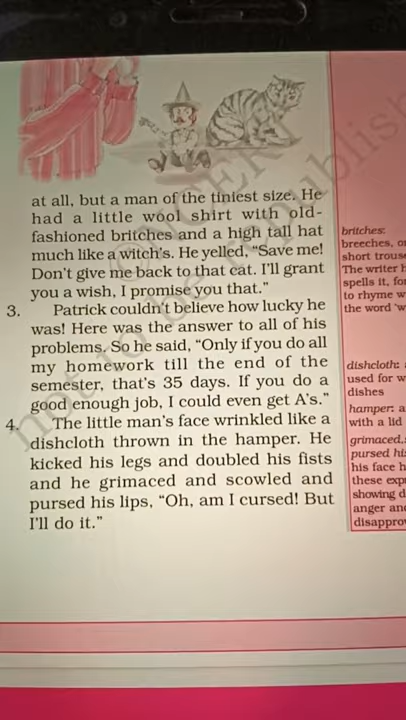 at all, but a man of the tiniest size. He
had a little wool shirt with old-
fashioned britches and a high tall hat
much like a witch's. He yelled, “Save me!
Don't give me back to that cat. I'll grant
you a wish, I promise you that.”
3. Patrick couldn't believe how lucky he
was! Here was the answer to all of his
problems. So he said, “Only if you do all
my homework till the end of the
semester, that's 35 days. If you do a
good enough job, I could even get A's.”
4. The little man's face wrinkled like a
dishcloth thrown in the hamper. He
kicked his legs and doubled his fists
and he grimaced and scowled and
pursed his lips, “Oh, am I cursed! But
I'll do it.”
britches:
breeches, o
short trous
The writer
spells it, fo
to rhyme w
the word 'w
dishcloth:
used for w
dishes
hamper: a
with a lid
grimaced,
pursed his
his face h
these exp
showing d
anger an
disappro
© NCERT
not to be republish